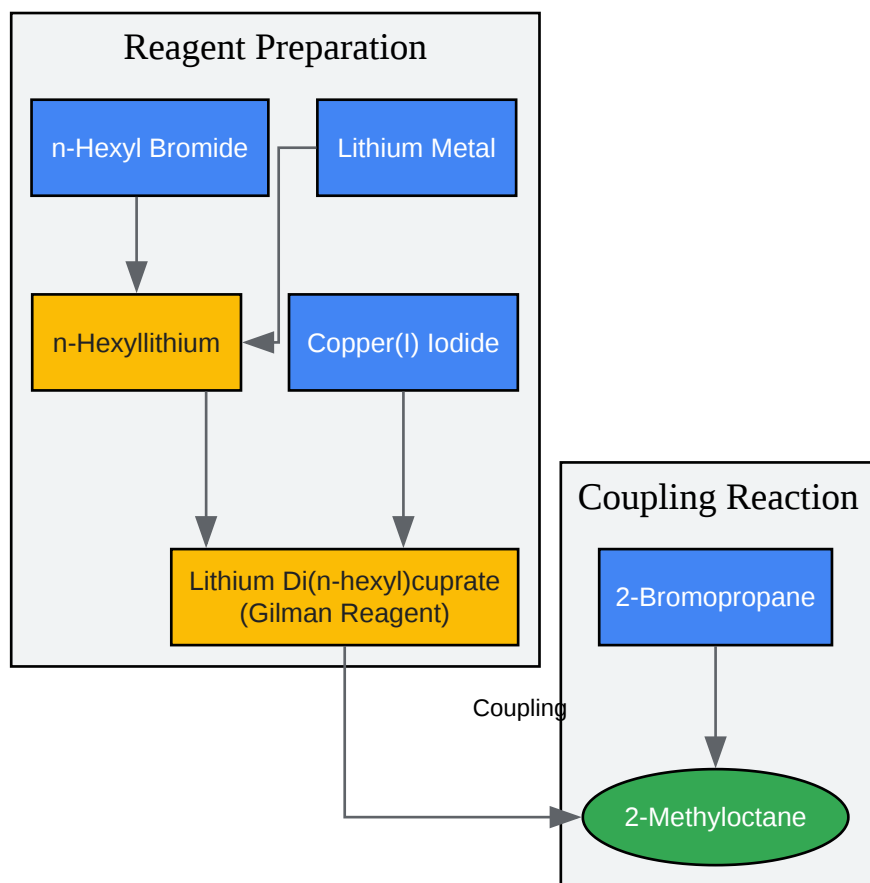 Reagent Preparation
n-Hexyl Bromide
Lithium Metal
n-Hexyllithium
Copper(I) Iodide
Lithium Di(n-hexyl)cuprate
(Gilman Reagent)
Coupling Reaction
2-Bromopropane
Coupling
2-Methyloctane